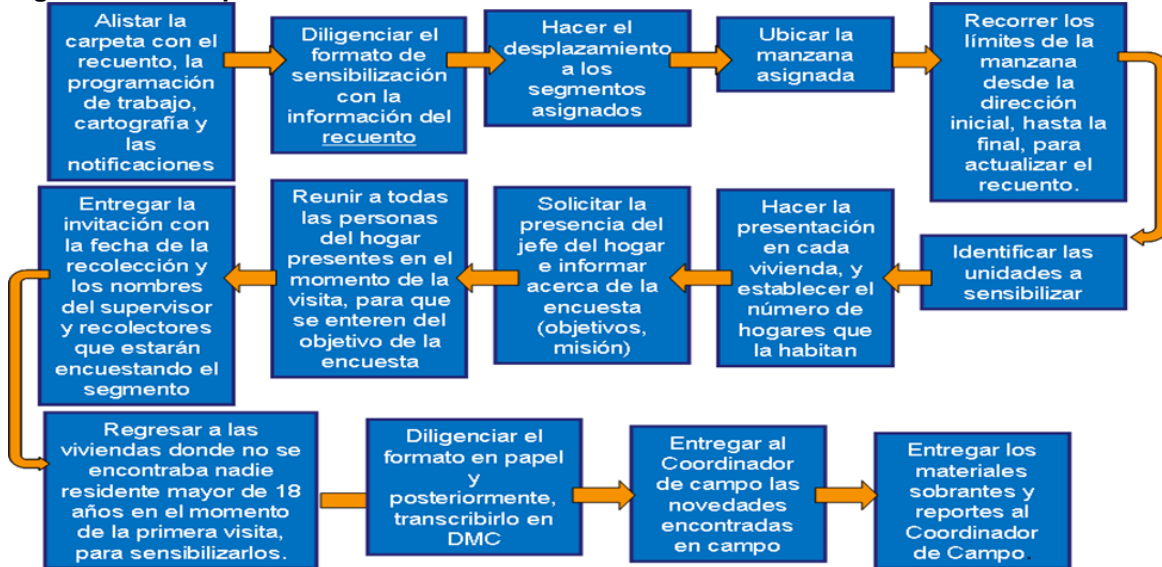 Alistar la
carpeta con el
recuento, la
programación
de trabajo,
cartografía y
las
notificaciones
Diligenciar el
formato de
sensibilización
con la
información del
recuento
Hacer el
desplazamiento
a los
segmentos
asignados
Ubicar la
manzana
asignada
Recorrer los
límites de la
manzana
desde la
dirección
inicial, hasta la
final, para
actualizar el
recuento.
Identificar las
unidades a
sensibilizar
Hacer la
presentación
en cada
vivienda, y
establecer el
número de
hogares que
la habitan
Solicitar la
presencia del
jefe del hogar
e informar
acerca de la
encuesta
(objetivos,
misión)
Reunir a todas
las personas
del hogar
presentes en el
momento de la
visita, para que
se enteren del
objetivo de la
encuesta
Entregar la
invitación con
la fecha de la
recolección y
los nombres
del supervisor
y recolectores
que estarán
encuestando el
segmento
Regresar a las
viviendas donde no se
encontraba nadie
residente mayor de 18
años en el momento
de la primera visita,
para sensibilizarlos.
Diligenciar el
formato en papel
y
posteriormente,
transcribirlo en
DMC
Entregar al
Coordinador
de campo las
novedades
encontradas
en campo
Entregar los
materiales
sobrantes y
reportes al
Coordinador
de Campo.